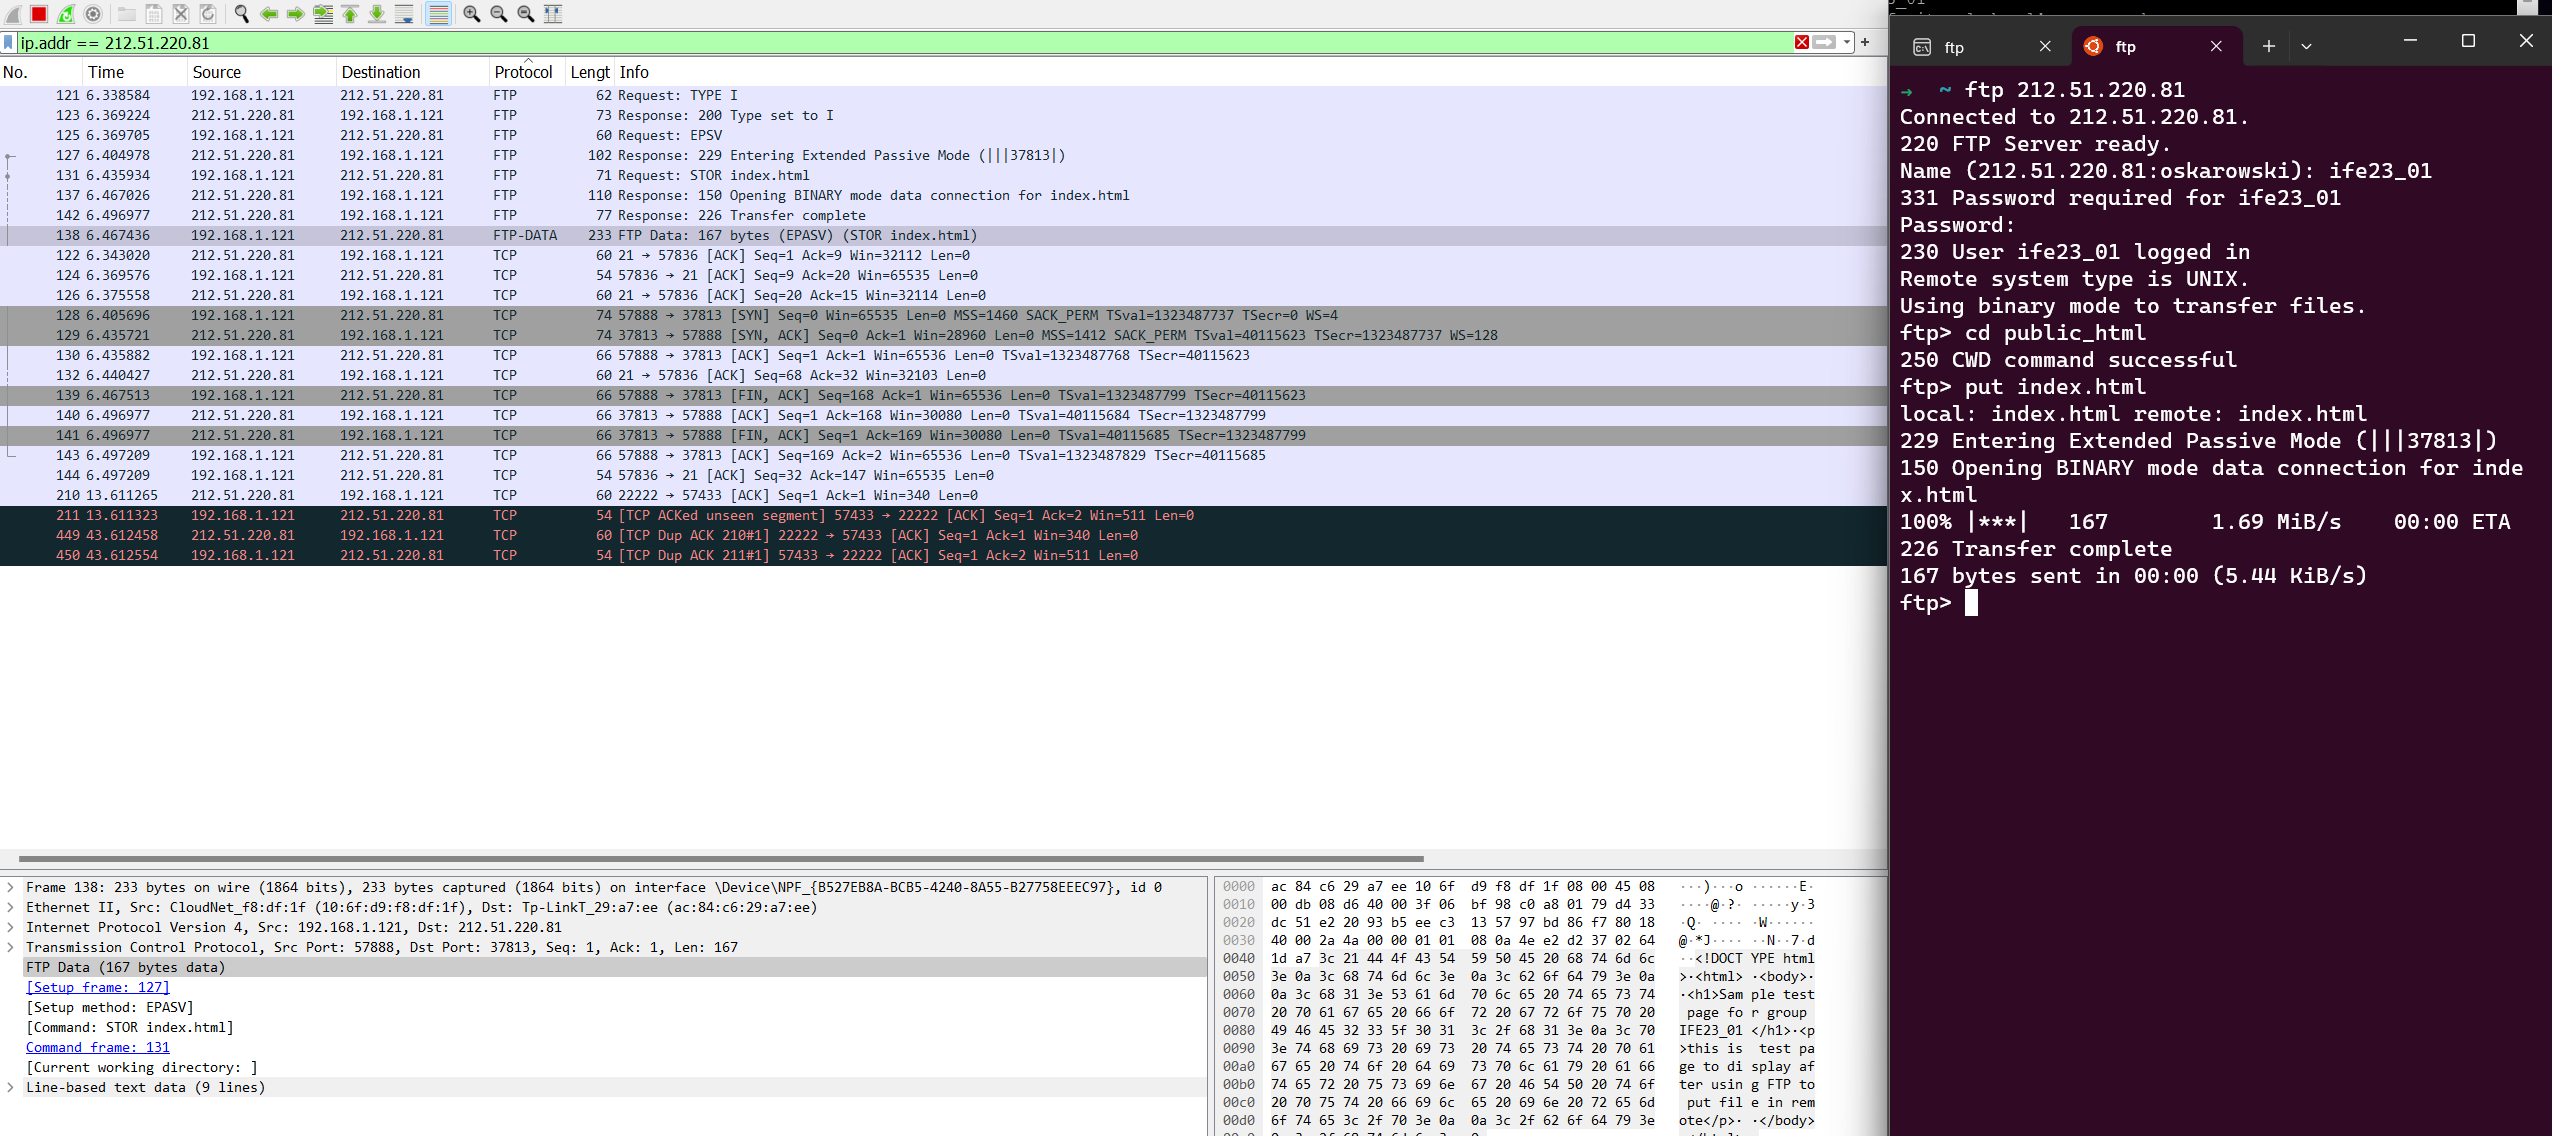 ip.addr == 212.51.220.81
No. Time Source Destination Protocol Lengt Info
121 6.338584 192.168.1.121 212.51.220.81 FTP 62 Request: TYPE I
123 6.369224 212.51.220.81 192.168.1.121 FTP 73 Response: 200 Type set to I
125 6.369705 192.168.1.121 212.51.220.81 FTP 60 Request: EPSV
127 6.404978 212.51.220.81 192.168.1.121 FTP 102 Response: 229 Entering Extended Passive Mode (|||37813|)
131 6.435934 192.168.1.121 212.51.220.81 FTP 71 Request: STOR index.html
137 6.467026 212.51.220.81 192.168.1.121 FTP 110 Response: 150 Opening BINARY mode data connection for index.html
142 6.496977 212.51.220.81 192.168.1.121 FTP 77 Response: 226 Transfer complete
138 6.467436 192.168.1.121 212.51.220.81 FTP-DATA 233 FTP Data: 167 bytes (EPASV) (STOR index.html)
122 6.343020 212.51.220.81 192.168.1.121 TCP 60 21 → 57836 [ACK] Seq=1 Ack=9 Win=32112 Len=0
124 6.369576 192.168.1.121 212.51.220.81 TCP 54 57836 → 21 [ACK] Seq=9 Ack=20 Win=65535 Len=0
126 6.375558 212.51.220.81 192.168.1.121 TCP 60 21 → 57836 [ACK] Seq=20 Ack=15 Win=32114 Len=0
128 6.405696 192.168.1.121 212.51.220.81 TCP 74 57888 → 37813 [SYN] Seq=0 Win=65535 Len=0 MSS=1460 SACK_PERM TSval=1323487737 TSecr=0 WS=4
129 6.435721 212.51.220.81 192.168.1.121 TCP 74 37813 → 57888 [SYN, ACK] Seq=0 Ack=1 Win=28960 Len=0 MSS=1412 SACK_PERM TSval=40115623 TSecr=1323487737 WS=128
130 6.435882 192.168.1.121 212.51.220.81 TCP 66 57888 → 37813 [ACK] Seq=1 Ack=1 Win=65536 Len=0 TSval=1323487768 TSecr=40115623
132 6.440427 212.51.220.81 192.168.1.121 TCP 60 21 → 57836 [ACK] Seq=68 Ack=32 Win=32103 Len=0
139 6.467513 192.168.1.121 212.51.220.81 TCP 66 57888 → 37813 [FIN, ACK] Seq=168 Ack=1 Win=65536 Len=0 TSval=1323487799 TSecr=40115623
140 6.496977 212.51.220.81 192.168.1.121 TCP 66 37813 → 57888 [ACK] Seq=1 Ack=168 Win=30080 Len=0 TSval=40115684 TSecr=1323487799
141 6.496977 212.51.220.81 192.168.1.121 TCP 66 37813 → 57888 [FIN, ACK] Seq=1 Ack=169 Win=30080 Len=0 TSval=40115685 TSecr=1323487799
143 6.497209 192.168.1.121 212.51.220.81 TCP 66 57888 → 37813 [ACK] Seq=169 Ack=2 Win=65536 Len=0 TSval=1323487829 TSecr=40115685
144 6.497209 192.168.1.121 212.51.220.81 TCP 54 57836 → 21 [ACK] Seq=32 Ack=147 Win=65535 Len=0
210 13.611265 212.51.220.81 192.168.1.121 TCP 60 22222 → 57433 [ACK] Seq=1 Ack=1 Win=340 Len=0
211 13.611323 192.168.1.121 212.51.220.81 TCP 54 [TCP ACKed unseen segment] 57433 → 22222 [ACK] Seq=1 Ack=2 Win=511 Len=0
449 43.612458 212.51.220.81 192.168.1.121 TCP 60 [TCP Dup ACK 210#1] 22222 → 57433 [ACK] Seq=1 Ack=1 Win=340 Len=0
450 43.612554 192.168.1.121 212.51.220.81 TCP 54 [TCP Dup ACK 211#1] 57433 → 22222 [ACK] Seq=1 Ack=2 Win=511 Len=0
Frame 138: 233 bytes on wire (1864 bits), 233 bytes captured (1864 bits) on interface \Device\NPF_{B527EB8A-BCB5-4240-8A55-B27758EEEC97}, id 0
Ethernet II, Src: CloudNet_f8:df:1f (10:6f:d9:f8:df:1f), Dst: Tp-LinkT_29:a7:ee (ac:84:c6:29:a7:ee)
Internet Protocol Version 4, Src: 192.168.1.121, Dst: 212.51.220.81
Transmission Control Protocol, Src Port: 57888, Dst Port: 37813, Seq: 1, Ack: 1, Len: 167
FTP Data (167 bytes data)
[Setup frame: 127]
[Setup method: EPASV]
[Command: STOR index.html]
Command frame: 131
[Current working directory: ]
Line-based text data (9 lines)
0000 ac 84 c6 29 a7 ee 10 6f d9 f8 df 1f 08 00 45 08 ···)···o ······E·
0010 00 db 08 d6 40 00 3f 06 bf 98 c0 a8 01 79 d4 33 ····@·?· ·····y·3
0020 dc 51 e2 20 93 b5 ee c3 13 57 97 bd 86 f7 80 18 ·Q· ···· ·W······
0030 40 00 2a 4a 00 00 01 01 08 0a 4e e2 d2 37 02 64 @·*J···· ··N··7·d
0040 1d a7 3c 21 44 4f 43 54 59 50 45 20 68 74 6d 6c ··<!DOCT YPE html
0050 3e 0a 3c 68 74 6d 6c 3e 0a 3c 62 6f 64 79 3e 0a >·<html> ·<body>·
0060 0a 3c 68 31 3e 53 61 6d 70 6c 65 20 74 65 73 74 ·<h1>Sam ple test
0070 20 70 61 67 65 20 66 6f 72 20 67 72 6f 75 70 20 page fo r group
0080 49 46 45 32 33 5f 30 31 3c 2f 68 31 3e 0a 3c 70 IFE23_01 </h1>·<p
0090 3e 74 68 69 73 20 69 73 20 74 65 73 74 20 70 61 >this is test pa
00a0 67 65 20 74 6f 20 64 69 73 70 6c 61 79 20 61 66 ge to di splay af
00b0 74 65 72 20 75 73 69 6e 67 20 46 54 50 20 74 6f ter usin g FTP to
00c0 20 70 75 74 20 66 69 6c 65 20 69 6e 20 72 65 6d put fil e in rem
00d0 6f 74 65 3c 2f 70 3e 0a 0a 3c 2f 62 6f 64 79 3e ote</p>· ·</body>
ftp
ftp
→ ~ ftp 212.51.220.81
Connected to 212.51.220.81.
220 FTP Server ready.
Name (212.51.220.81:oskarowski): ife23_01
331 Password required for ife23_01
Password:
230 User ife23_01 logged in
Remote system type is UNIX.
Using binary mode to transfer files.
ftp> cd public_html
250 CWD command successful
ftp> put index.html
local: index.html remote: index.html
229 Entering Extended Passive Mode (|||37813|)
150 Opening BINARY mode data connection for inde
x.html
100% |***| 167 1.69 MiB/s 00:00 ETA
226 Transfer complete
167 bytes sent in 00:00 (5.44 KiB/s)
ftp>